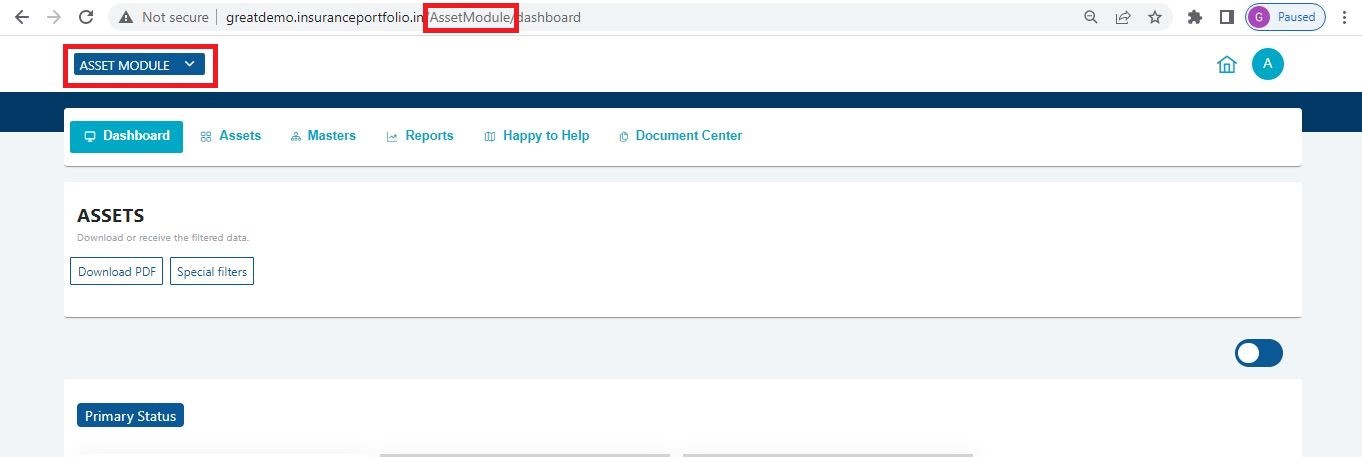 Not secure greatdemo.insuranceportfolio.in/AssetModule/dashboard G Paused
ASSET MODULE A
Dashboard Assets Masters Reports Happy to Help Document Center
ASSETS
Download or receive the filtered data.
Download PDF Special filters
Primary Status